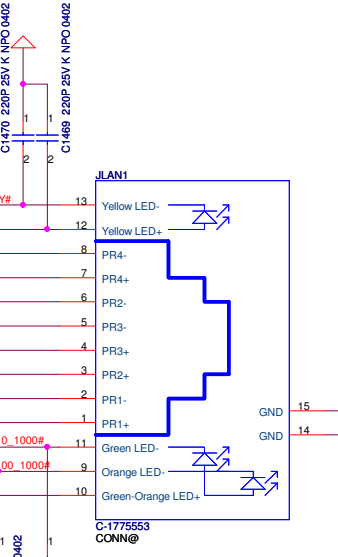 C1470 220P 25V K NPO 0402
C1469 220P 25V K NPO 0402
1
1
2
2
JLAN1
Y#
13 Yellow LED-
12 Yellow LED+
8 PR4-
7 PR4+
6 PR2-
5 PR3-
4 PR3+
3 PR2+
2 PR1-
1 PR1+
GND 15
GND 14
0_1000#
11 Green LED-
00_1000#
9 Orange LED-
10 Green-Orange LED+
C-1775553
CONN@
1
1
0402